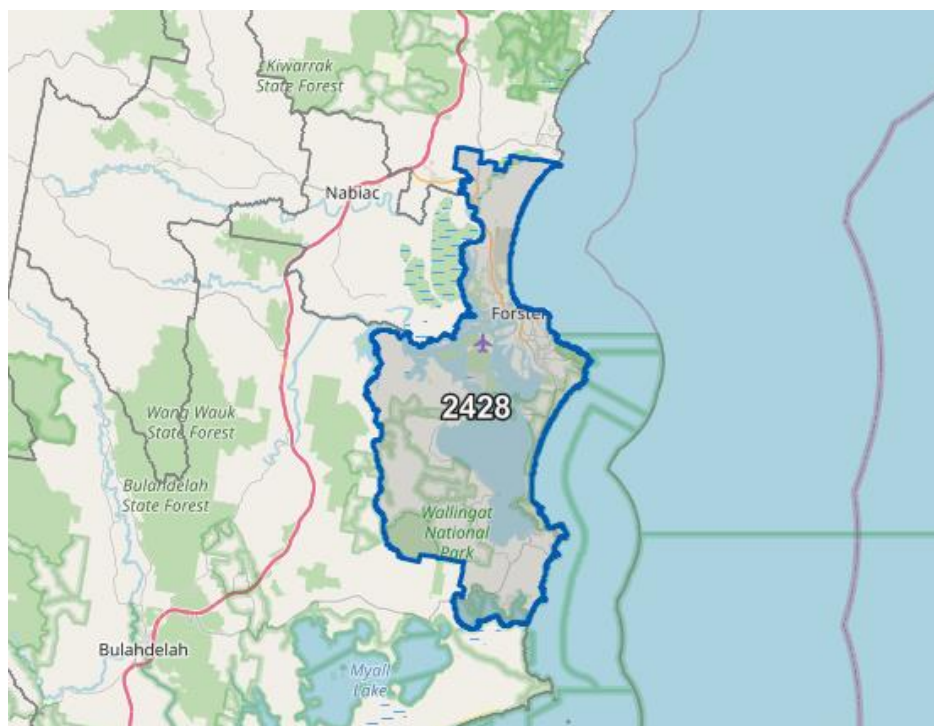 Kiwarrak
State Forest
Nabiac
Forster
2428
Wang Wauk
State Forest
Bulahdelah
State Forest
Wallingat
National
Park
Bulahdelah
Myall
Lake